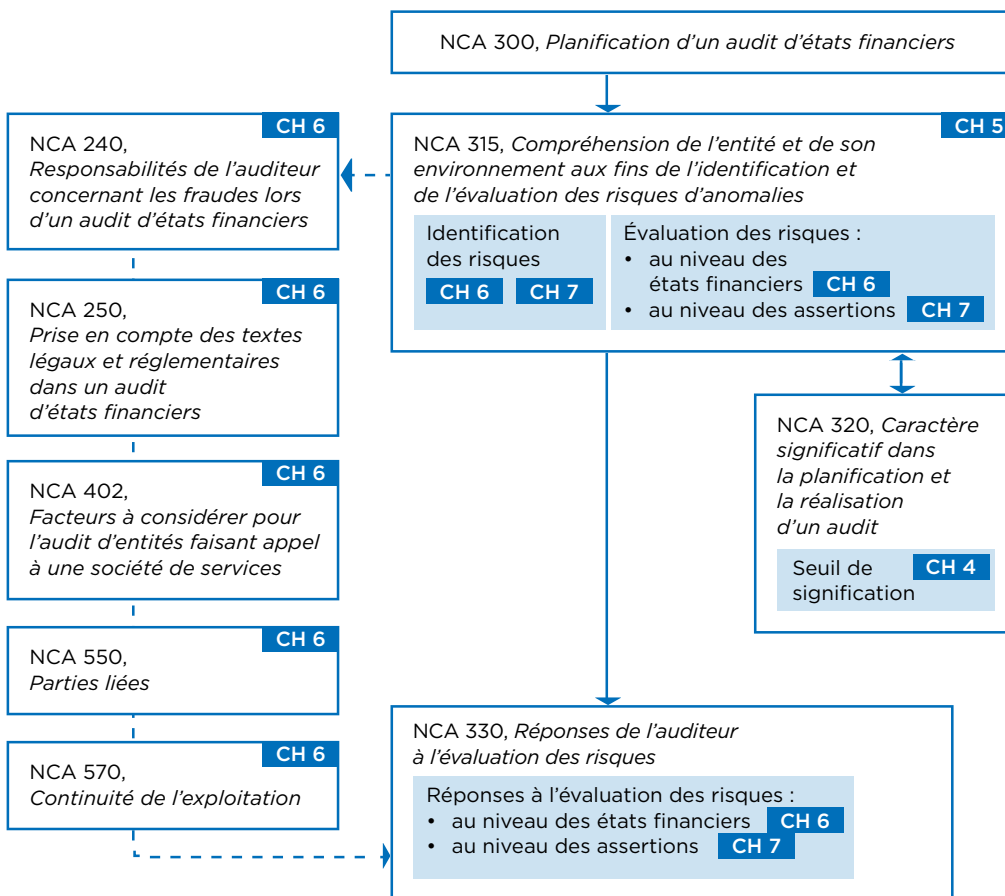 NCA 300, Planification d'un audit d'états financiers
CH 5
NCA 315, Compréhension de l'entité et de son
environnement aux fins de l'identification et
de l'évaluation des risques d'anomalies
Identification
des risques
CH 6 CH 7
Évaluation des risques :
• au niveau des
états financiers CH 6
• au niveau des assertions CH 7
CH 6
NCA 240,
Responsabilités de l'auditeur
concernant les fraudes lors
d'un audit d'états financiers
CH 6
NCA 250,
Prise en compte des textes
légaux et réglementaires
dans un audit
d'états financiers
CH 6
NCA 402,
Facteurs à considérer pour
l'audit d'entités faisant appel
à une société de services
CH 6
NCA 550,
Parties liées
CH 6
NCA 570,
Continuité de l'exploitation
NCA 320, Caractère
significatif dans
la planification et
la réalisation
d'un audit
Seuil de CH 4
signification
NCA 330, Réponses de l'auditeur
à l'évaluation des risques
Réponses à l'évaluation des risques :
• au niveau des états financiers CH 6
• au niveau des assertions CH 7